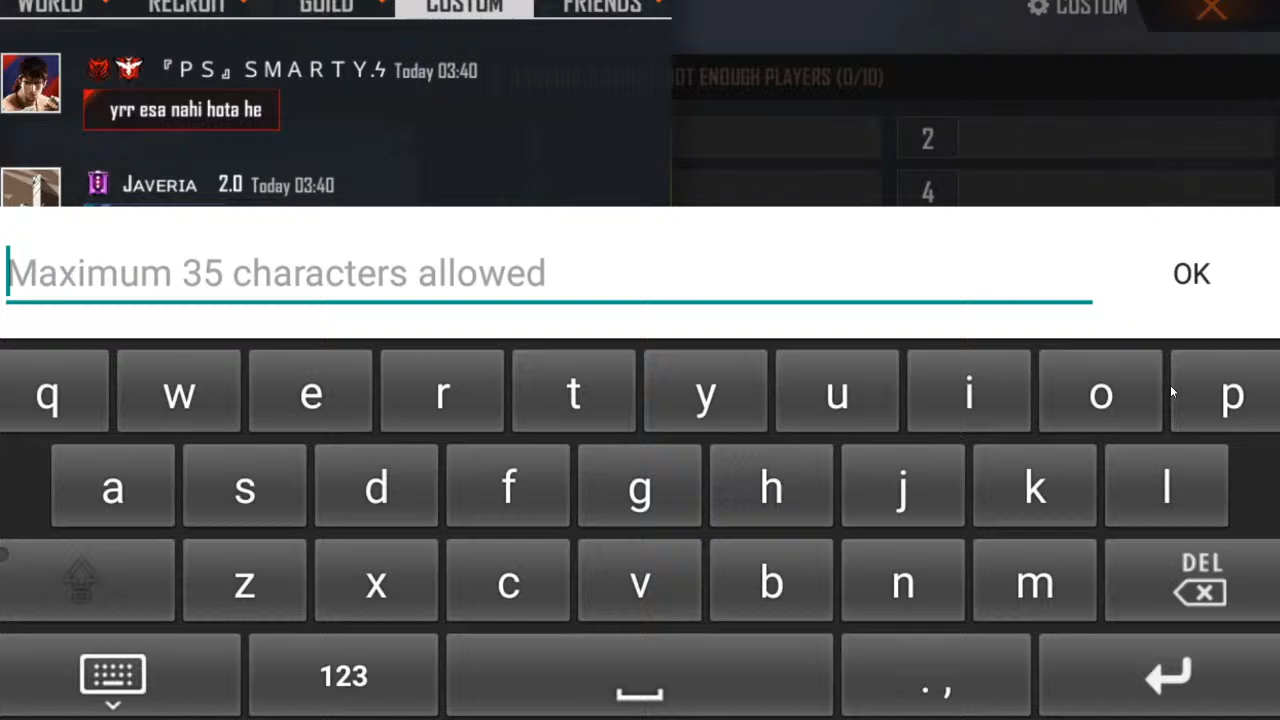 WORLD RECRUIT GUILD CUSTOM FRIENDS
CUSTOM
『PS』SMARTY.ϟ Today 03:40
yrr esa nahi hota he
JAVERIA 2.0 Today 03:40
OT ENOUGH PLAYERS (0/10)
2
4
Maximum 35 characters allowed
OK
q w e r t y u i o p
a s d f g h j k l
z x c v b n m DEL
123 . ,